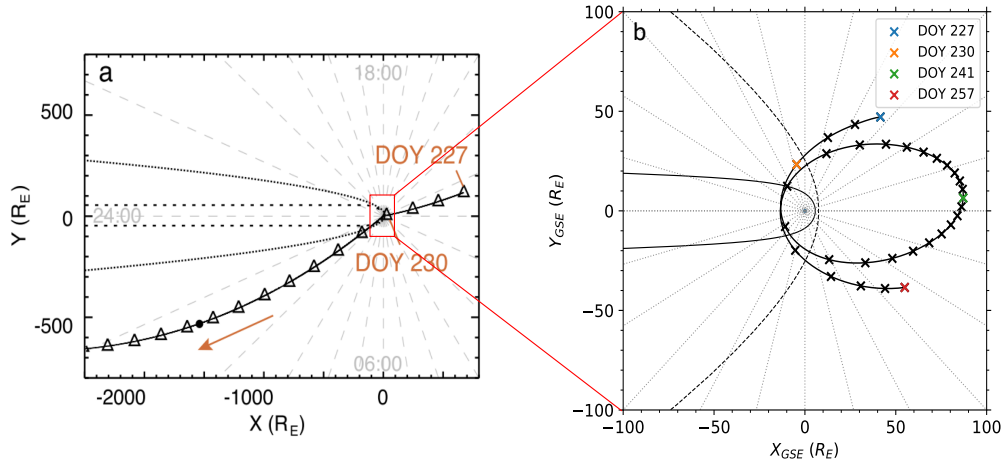 a
18:00
24:00
06:00
DOY 227
DOY 230
500
0
-500
Y (R_E)
-2000
-1000
0
X (R_E)
b
DOY 227
DOY 230
DOY 241
DOY 257
100
50
0
−50
−100
Y_GSE (R_E)
−100
−50
0
50
100
X_GSE (R_E)